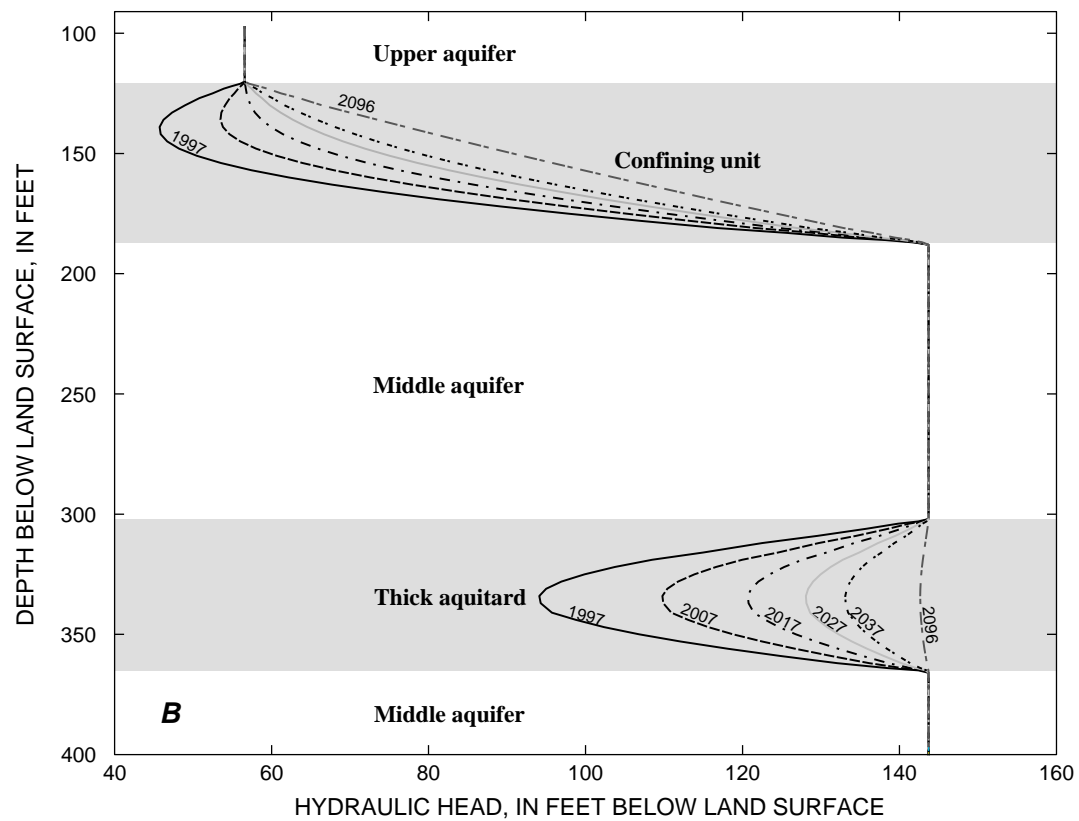 100
150
200
250
300
350
400
DEPTH BELOW LAND SURFACE, IN FEET
Upper aquifer
2096
1997
Confining unit
Middle aquifer
Thick aquitard
1997
2007
2017
2027
2037
2096
B
Middle aquifer
40
60
80
100
120
140
160
HYDRAULIC HEAD, IN FEET BELOW LAND SURFACE